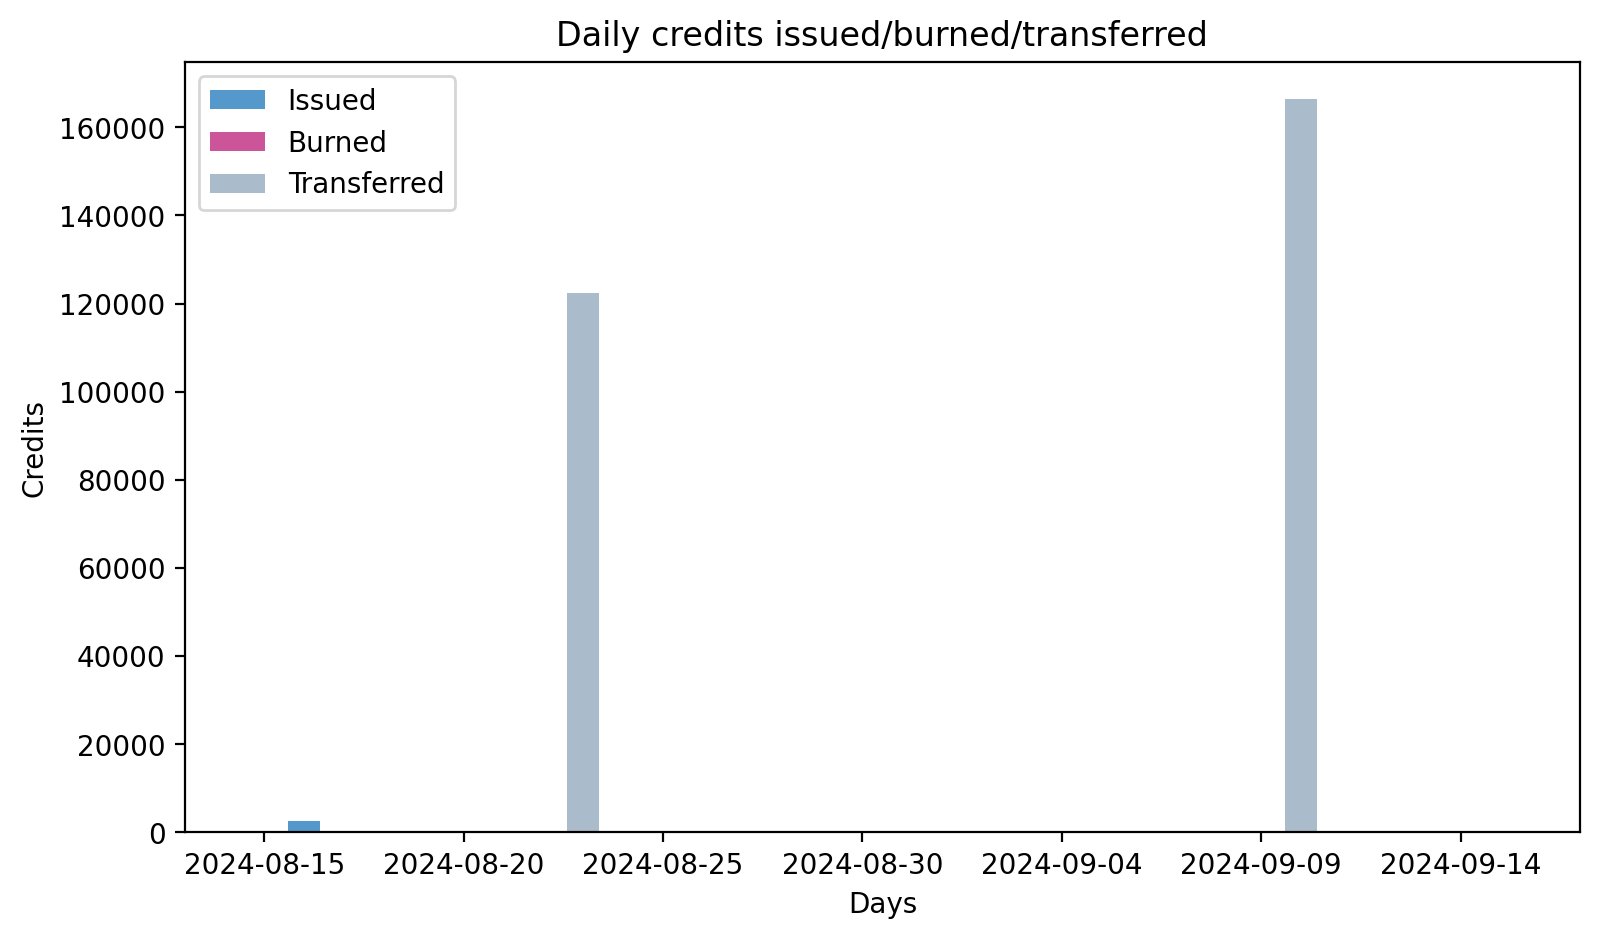 Daily credits issued/burned/transferred
Issued
Burned
Transferred
160000
140000
120000
100000
80000
60000
40000
20000
0
Credits
2024-08-15 2024-08-20 2024-08-25 2024-08-30 2024-09-04 2024-09-09 2024-09-14
Days